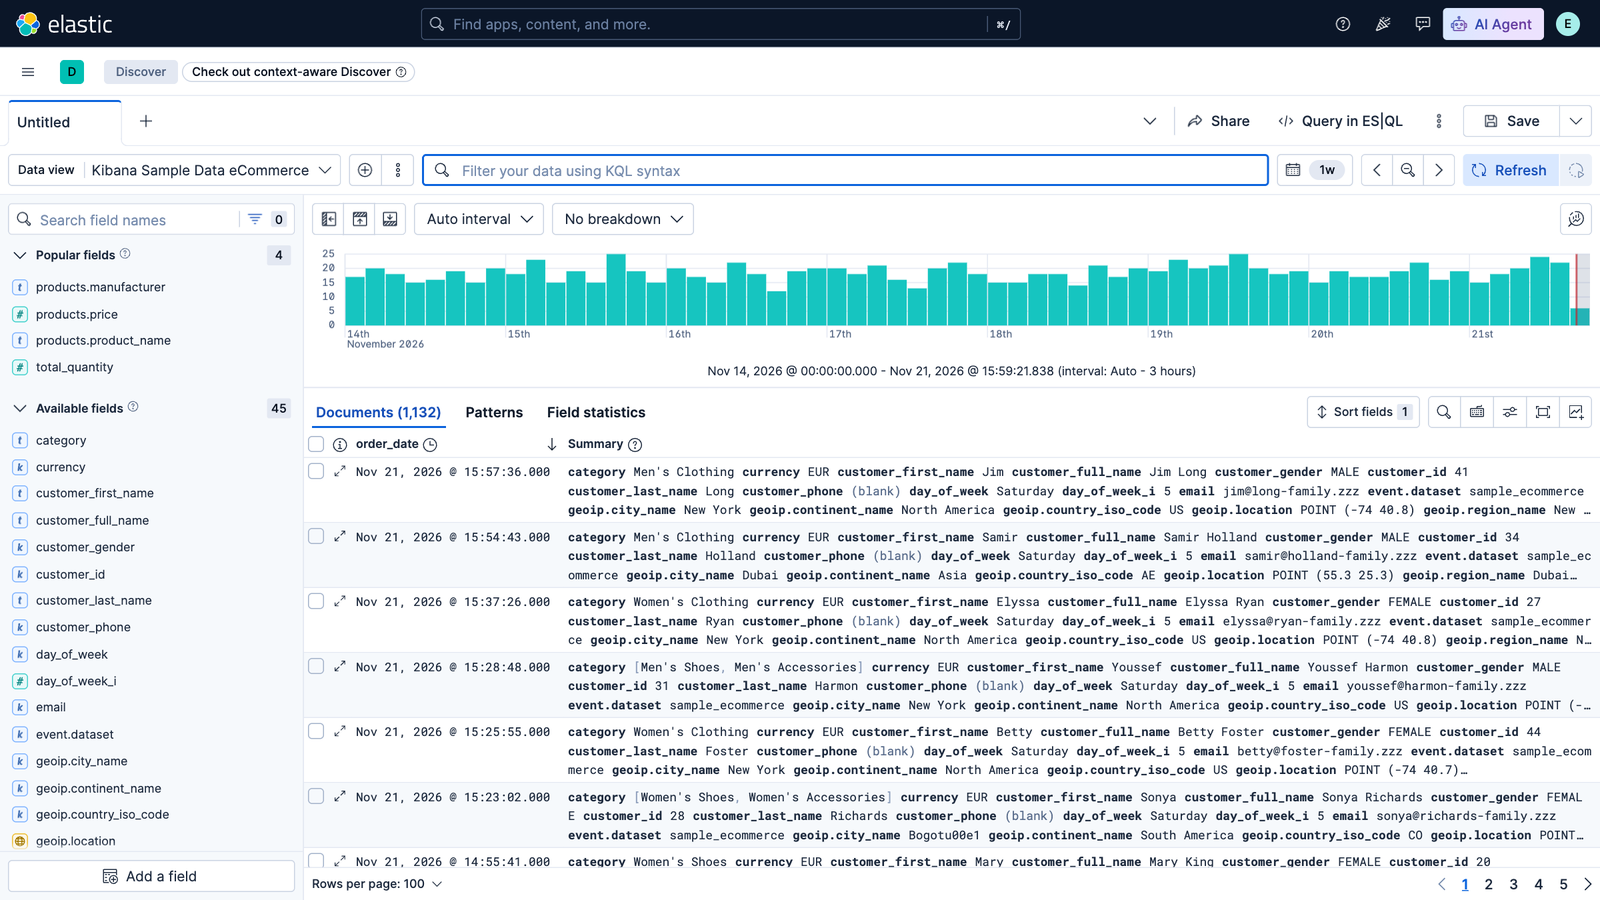 elastic
Find apps, content, and more.
⌘/
AI Agent
E
D
Discover
Check out context-aware Discover
Untitled
Share
Query in ES|QL
Save
Data view
Kibana Sample Data eCommerce
Filter your data using KQL syntax
1w
Refresh
Search field names
0
Auto interval
No breakdown
Popular fields
4
products.manufacturer
products.price
products.product_name
total_quantity
Available fields
45
category
currency
customer_first_name
customer_full_name
customer_gender
customer_id
customer_last_name
customer_phone
day_of_week
day_of_week_i
email
event.dataset
geoip.city_name
geoip.continent_name
geoip.country_iso_code
geoip.location
Add a field
25
20
15
10
5
0
14th
15th
16th
17th
18th
19th
20th
21st
November 2026
Nov 14, 2026 @ 00:00:00.000 - Nov 21, 2026 @ 15:59:21.838 (interval: Auto - 3 hours)
Documents (1,132)
Patterns
Field statistics
Sort fields 1
order_date
Summary
Nov 21, 2026 @ 15:57:36.000
category Men's Clothing currency EUR customer_first_name Jim customer_full_name Jim Long customer_gender MALE customer_id 41
customer_last_name Long customer_phone (blank) day_of_week Saturday day_of_week_i 5 email jim@long-family.zzz event.dataset sample_ecommerce
geoip.city_name New York geoip.continent_name North America geoip.country_iso_code US geoip.location POINT (-74 40.8) geoip.region_name New …
Nov 21, 2026 @ 15:54:43.000
category Men's Clothing currency EUR customer_first_name Samir customer_full_name Samir Holland customer_gender MALE customer_id 34
customer_last_name Holland customer_phone (blank) day_of_week Saturday day_of_week_i 5 email samir@holland-family.zzz event.dataset sample_ec
ommerce geoip.city_name Dubai geoip.continent_name Asia geoip.country_iso_code AE geoip.location POINT (55.3 25.3) geoip.region_name Dubai…
Nov 21, 2026 @ 15:37:26.000
category Women's Clothing currency EUR customer_first_name Elyssa customer_full_name Elyssa Ryan customer_gender FEMALE customer_id 27
customer_last_name Ryan customer_phone (blank) day_of_week Saturday day_of_week_i 5 email elyssa@ryan-family.zzz event.dataset sample_ecommer
ce geoip.city_name New York geoip.continent_name North America geoip.country_iso_code US geoip.location POINT (-74 40.8) geoip.region_name N…
Nov 21, 2026 @ 15:28:48.000
category [Men's Shoes, Men's Accessories] currency EUR customer_first_name Youssef customer_full_name Youssef Harmon customer_gender MALE
customer_id 31 customer_last_name Harmon customer_phone (blank) day_of_week Saturday day_of_week_i 5 email youssef@harmon-family.zzz
event.dataset sample_ecommerce geoip.city_name New York geoip.continent_name North America geoip.country_iso_code US geoip.location POINT (-…
Nov 21, 2026 @ 15:25:55.000
category Women's Clothing currency EUR customer_first_name Betty customer_full_name Betty Foster customer_gender FEMALE customer_id 44
customer_last_name Foster customer_phone (blank) day_of_week Saturday day_of_week_i 5 email betty@foster-family.zzz event.dataset sample_ecom
merce geoip.city_name New York geoip.continent_name North America geoip.country_iso_code US geoip.location POINT (-74 40.7)…
Nov 21, 2026 @ 15:23:02.000
category [Women's Shoes, Women's Accessories] currency EUR customer_first_name Sonya customer_full_name Sonya Richards customer_gender FEMAL
E customer_id 28 customer_last_name Richards customer_phone (blank) day_of_week Saturday day_of_week_i 5 email sonya@richards-family.zzz
event.dataset sample_ecommerce geoip.city_name Bogotu00e1 geoip.continent_name South America geoip.country_iso_code CO geoip.location POINT…
Nov 21, 2026 @ 14:55:41.000
category Women's Shoes currency EUR customer_first_name Mary customer_full_name Mary King customer_gender FEMALE customer_id 20
Rows per page: 100
1
2
3
4
5